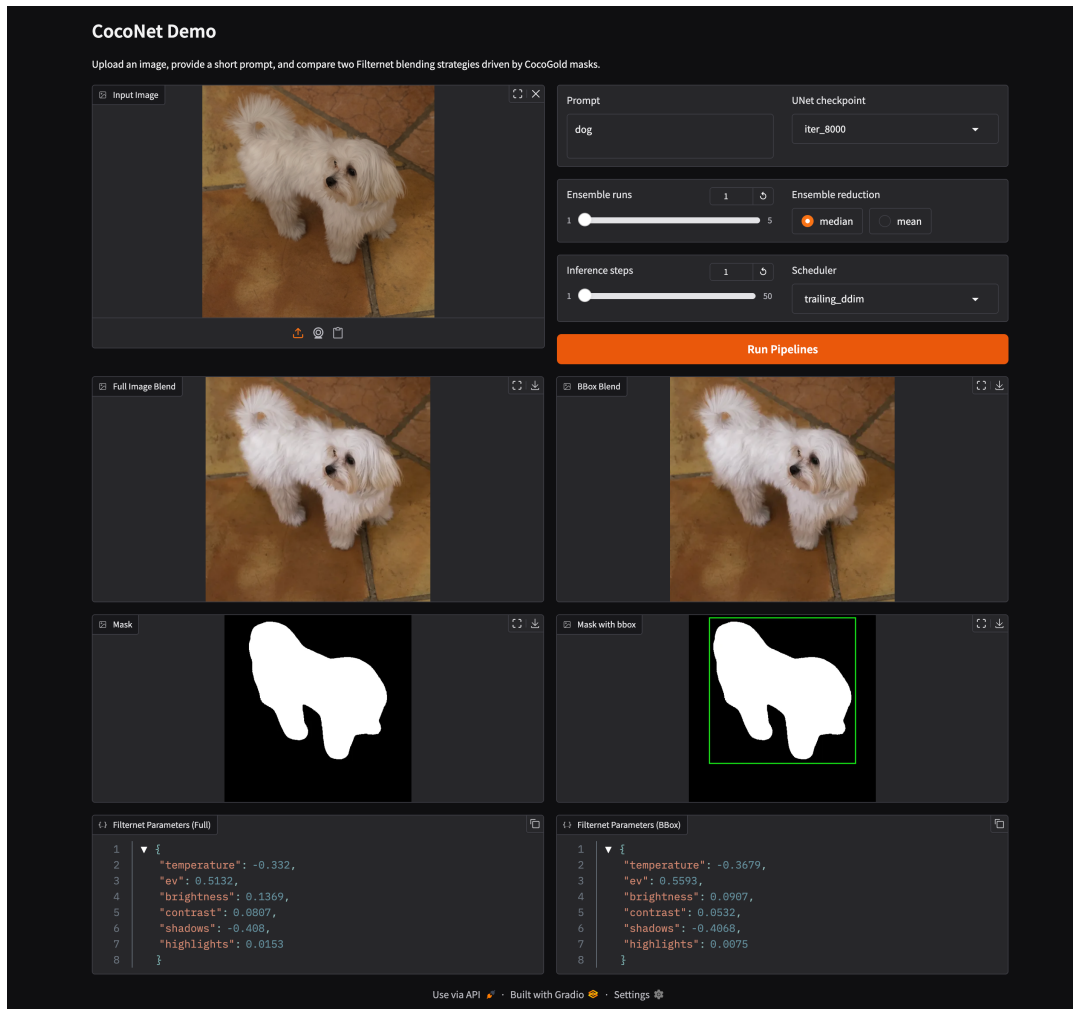 CocoNet Demo
Upload an image, provide a short prompt, and compare two Filternet blending strategies driven by CocoGold masks.
Input Image
Prompt
dog
UNet checkpoint
iter_8000
Ensemble runs
1
1
5
Ensemble reduction
median
mean
Inference steps
1
1
50
Scheduler
trailing_ddim
Run Pipelines
Full Image Blend
BBox Blend
Mask
Mask with bbox
{} Filternet Parameters (Full)
1 {
2 "temperature": -0.332,
3 "ev": 0.5132,
4 "brightness": 0.1369,
5 "contrast": 0.0807,
6 "shadows": -0.408,
7 "highlights": 0.0153
8 }
{} Filternet Parameters (BBox)
1 {
2 "temperature": -0.3679,
3 "ev": 0.5593,
4 "brightness": 0.0907,
5 "contrast": 0.0532,
6 "shadows": -0.4068,
7 "highlights": 0.0075
8 }
Use via API · Built with Gradio · Settings